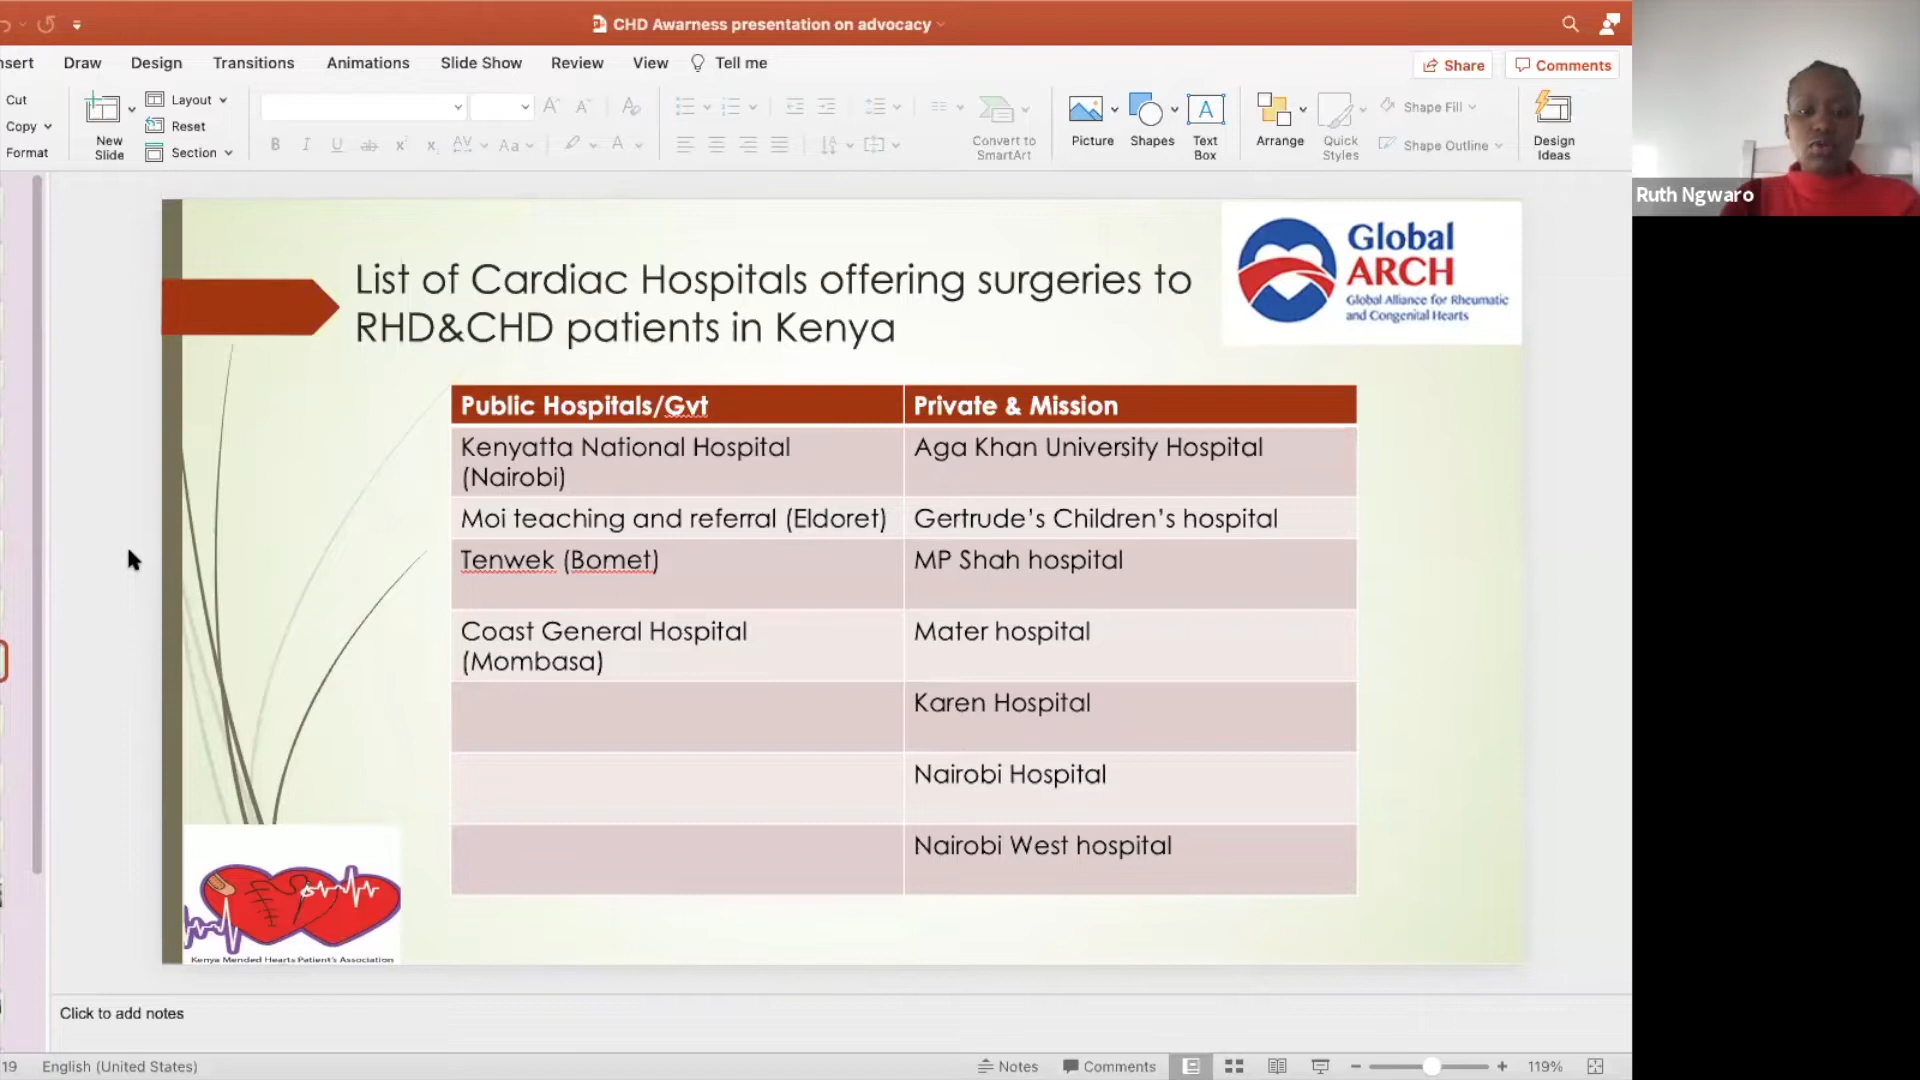 CHD Awarness presentation on advocacy
nsert Draw Design Transitions Animations Slide Show Review View Tell me
Share Comments
Cut
Copy
Format
New Slide
Layout
Reset
Section
B I U ab x² x₂ AV Aa A
Convert to SmartArt
Picture
Shapes
Text Box
Arrange
Quick Styles
Shape Fill
Shape Outline
Design Ideas
Ruth Ngwaro
List of Cardiac Hospitals offering surgeries to
RHD&CHD patients in Kenya
Global
ARCH
Global Alliance for Rheumatic
and Congenital Hearts
Public Hospitals/Gvt Private & Mission
Kenyatta National Hospital
(Nairobi)
Aga Khan University Hospital
Moi teaching and referral (Eldoret) Gertrude's Children's hospital
Tenwek (Bomet) MP Shah hospital
Coast General Hospital
(Mombasa)
Mater hospital
Karen Hospital
Nairobi Hospital
Nairobi West hospital
Kenya Mended Hearts Patient's Association
Click to add notes
19 English (United States) Notes Comments 119%